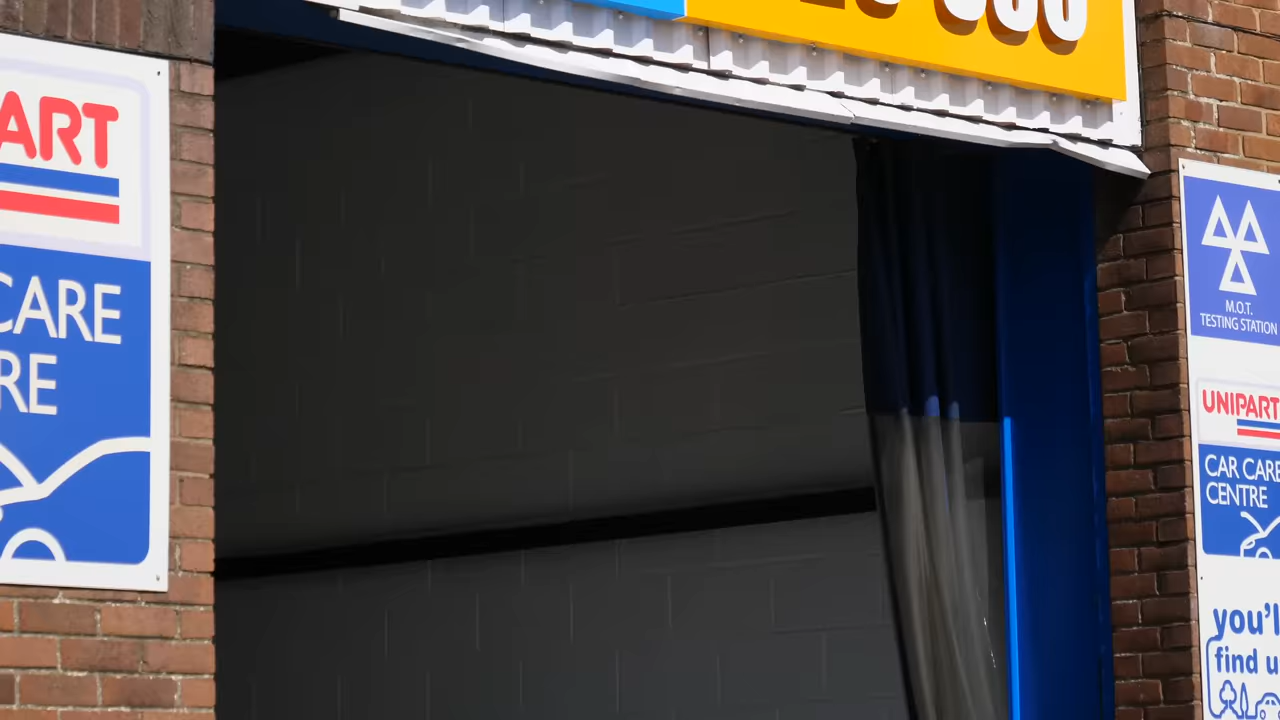 ART
CARE
RE
M.O.T.
TESTING STATION
UNIPART
CAR CARE
CENTRE
you'l
find u